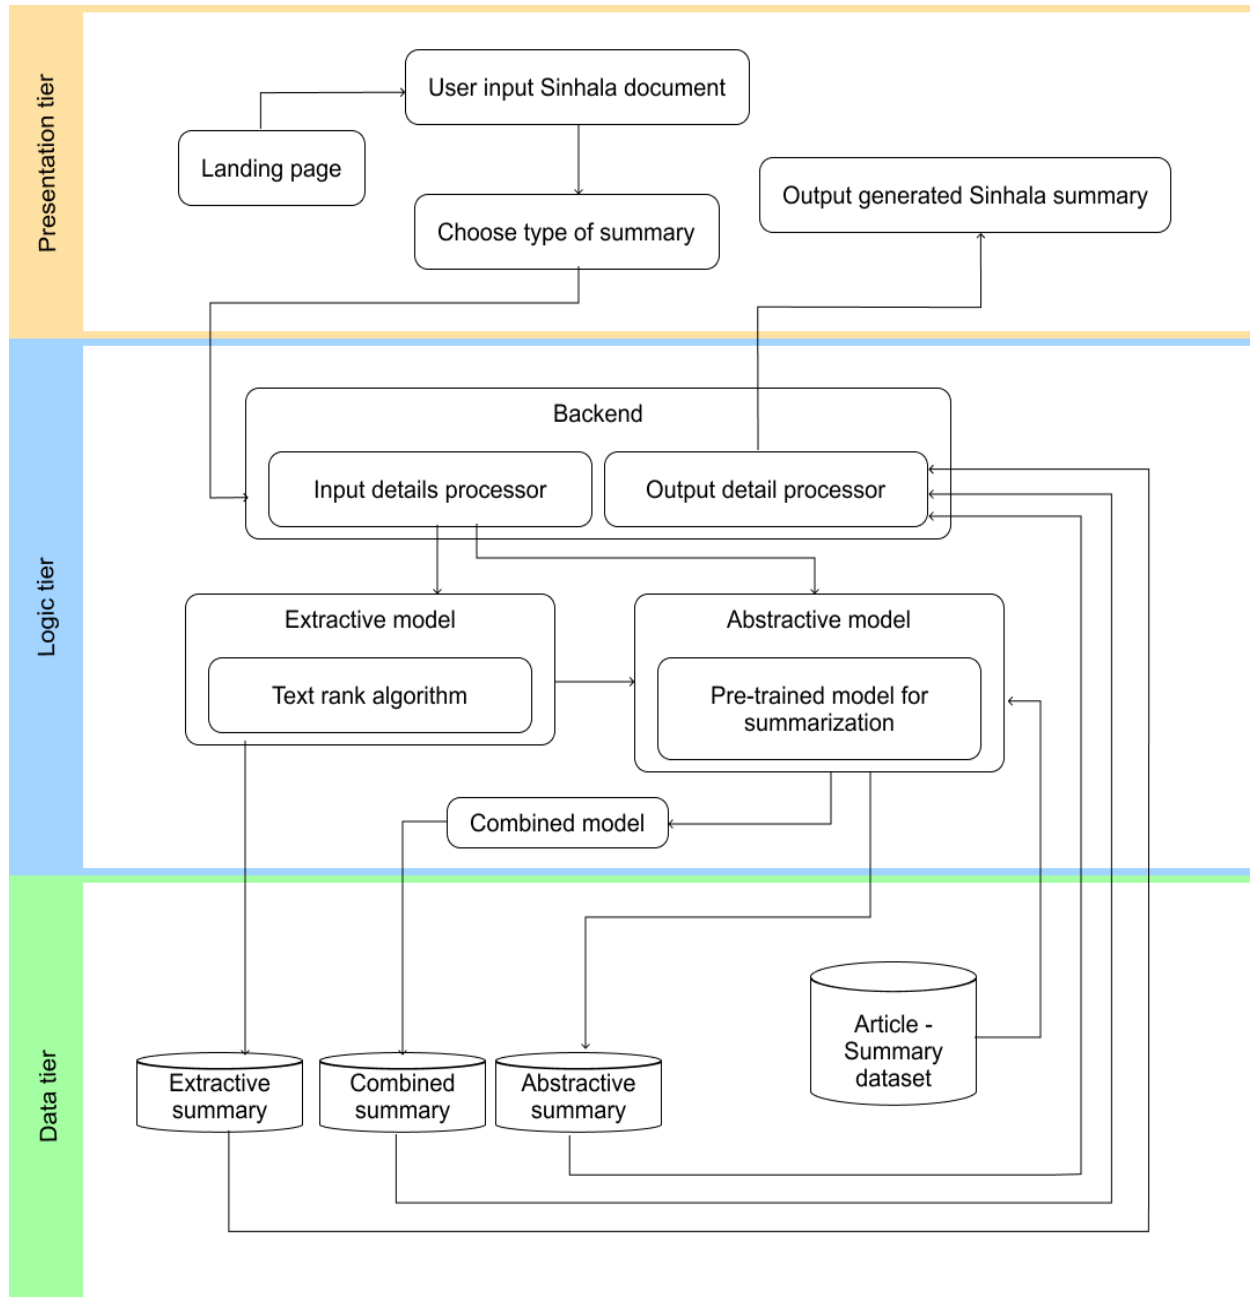 Presentation tier
User input Sinhala document
Landing page
Output generated Sinhala summary
Choose type of summary
Logic tier
Backend
Input details processor
Output detail processor
Extractive model
Text rank algorithm
Abstractive model
Pre-trained model for
summarization
Combined model
Data tier
Extractive
summary
Combined
summary
Abstractive
summary
Article -
Summary
dataset